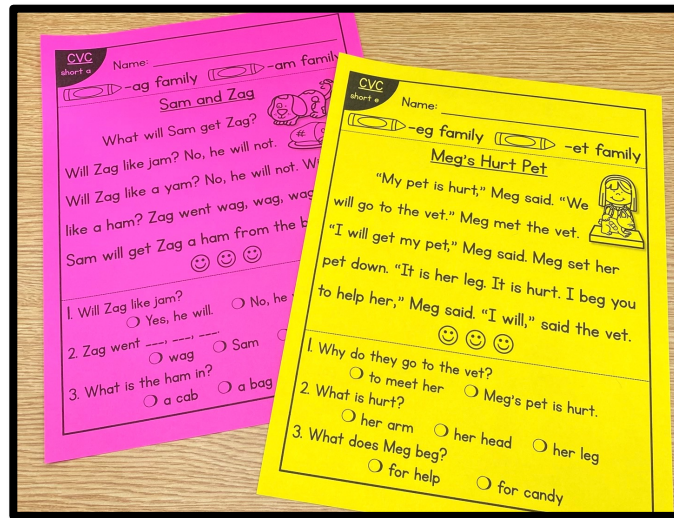 CVC
short a
Name:
-ag family -am family
Sam and Zag
What will Sam get Zag?
Will Zag like jam? No, he will not.
Will Zag like a yam? No, he will not.
like a ham? Zag went wag, wag, wag
Sam will get Zag a ham from the
1. Will Zag like jam?
Yes, he will. No, he
2. Zag went ___, ___, ___.
wag Sam
3. What is the ham in?
a cab a bag
CVC
short e
Name:
-eg family -et family
Meg's Hurt Pet
"My pet is hurt," Meg said. "We
will go to the vet." Meg met the vet.
"I will get my pet," Meg said. Meg set her
pet down. "It is her leg. It is hurt. I beg you
to help her," Meg said. "I will," said the vet.
1. Why do they go to the vet?
to meet her Meg's pet is hurt.
2. What is hurt?
her arm her head her leg
3. What does Meg beg?
for help for candy